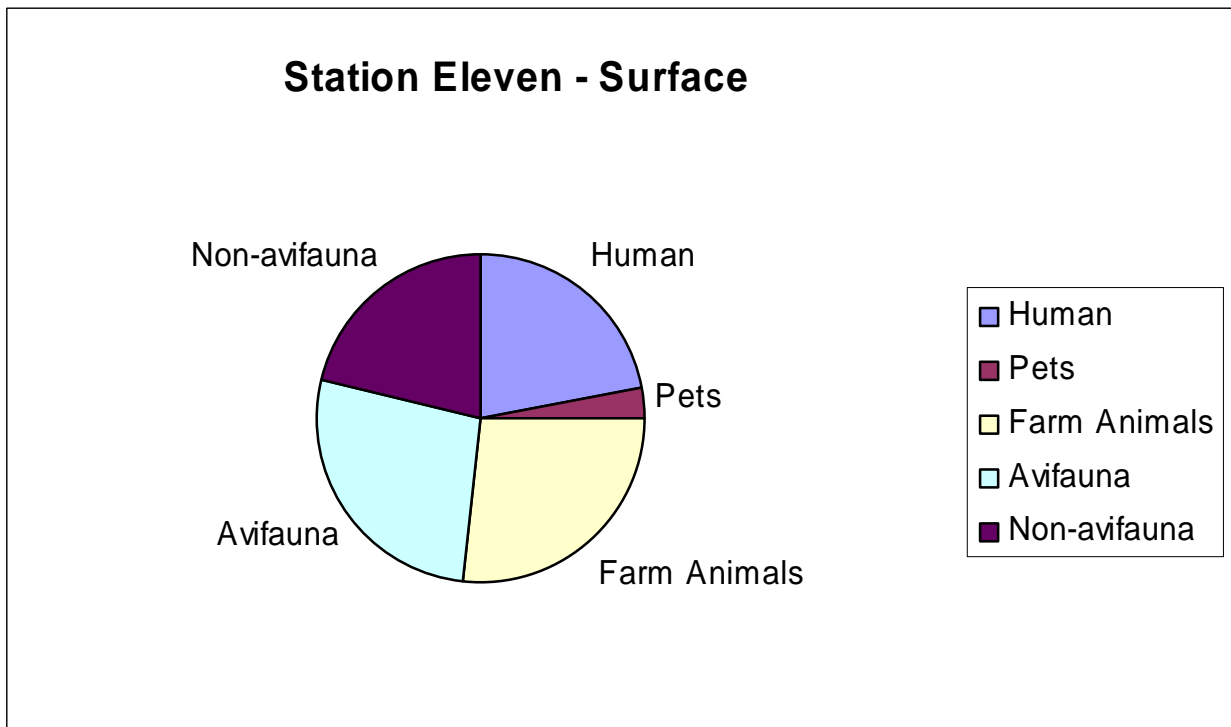 Station Eleven - Surface
Non-avifauna
Human
Pets
Avifauna
Farm Animals
Human
Pets
Farm Animals
Avifauna
Non-avifauna